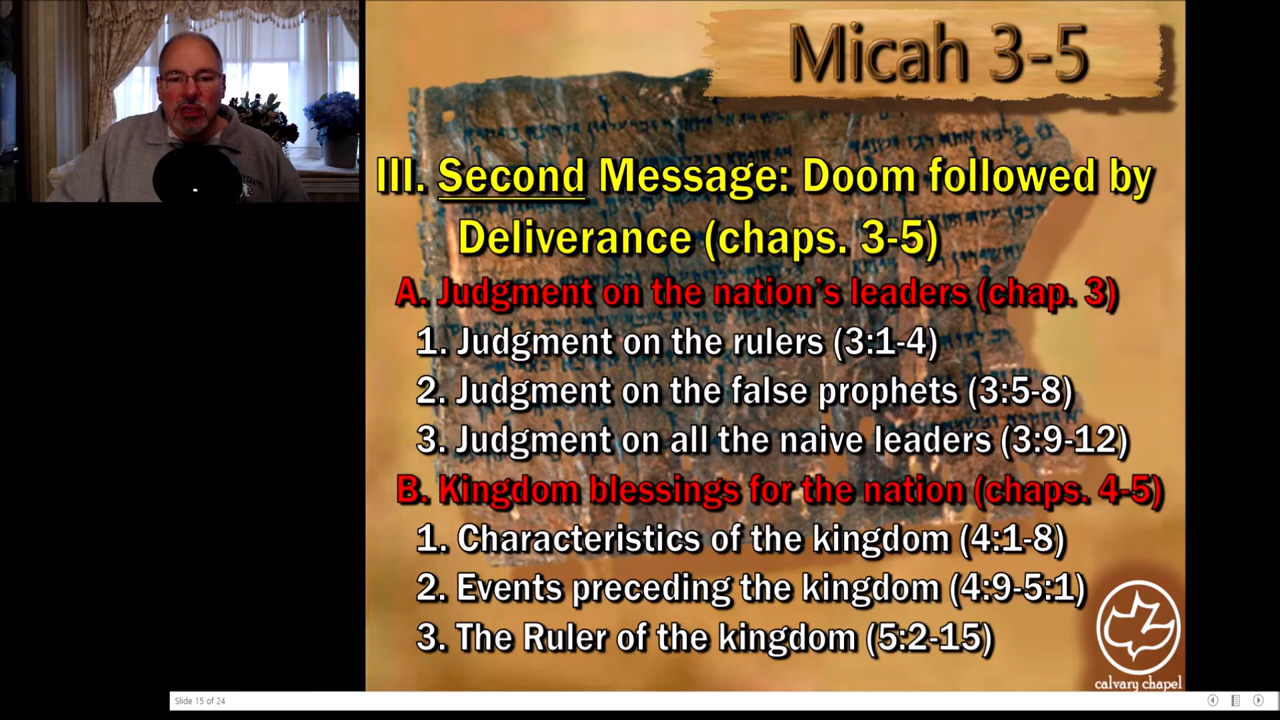 Micah 3-5
III. Second Message: Doom followed by
Deliverance (chaps. 3-5)
A. Judgment on the nation's leaders (chap. 3)
1. Judgment on the rulers (3:1-4)
2. Judgment on the false prophets (3:5-8)
3. Judgment on all the naive leaders (3:9-12)
B. Kingdom blessings for the nation (chaps. 4-5)
1. Characteristics of the kingdom (4:1-8)
2. Events preceding the kingdom (4:9-5:1)
3. The Ruler of the kingdom (5:2-15)
calvary chapel
Slide 15 of 24